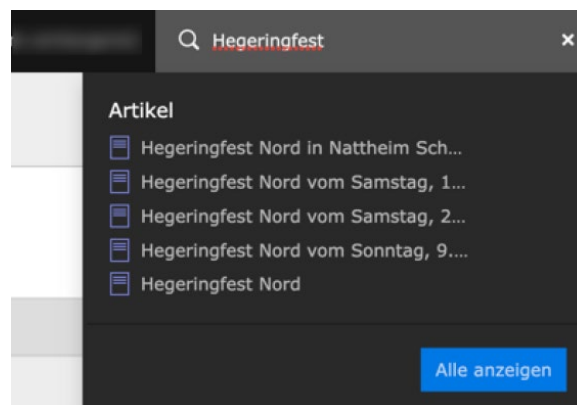 Hegeringfest
Artikel
Hegeringfest Nord in Nattheim Sch...
Hegeringfest Nord vom Samstag, 1...
Hegeringfest Nord vom Samstag, 2...
Hegeringfest Nord vom Sonntag, 9....
Hegeringfest Nord
Alle anzeigen